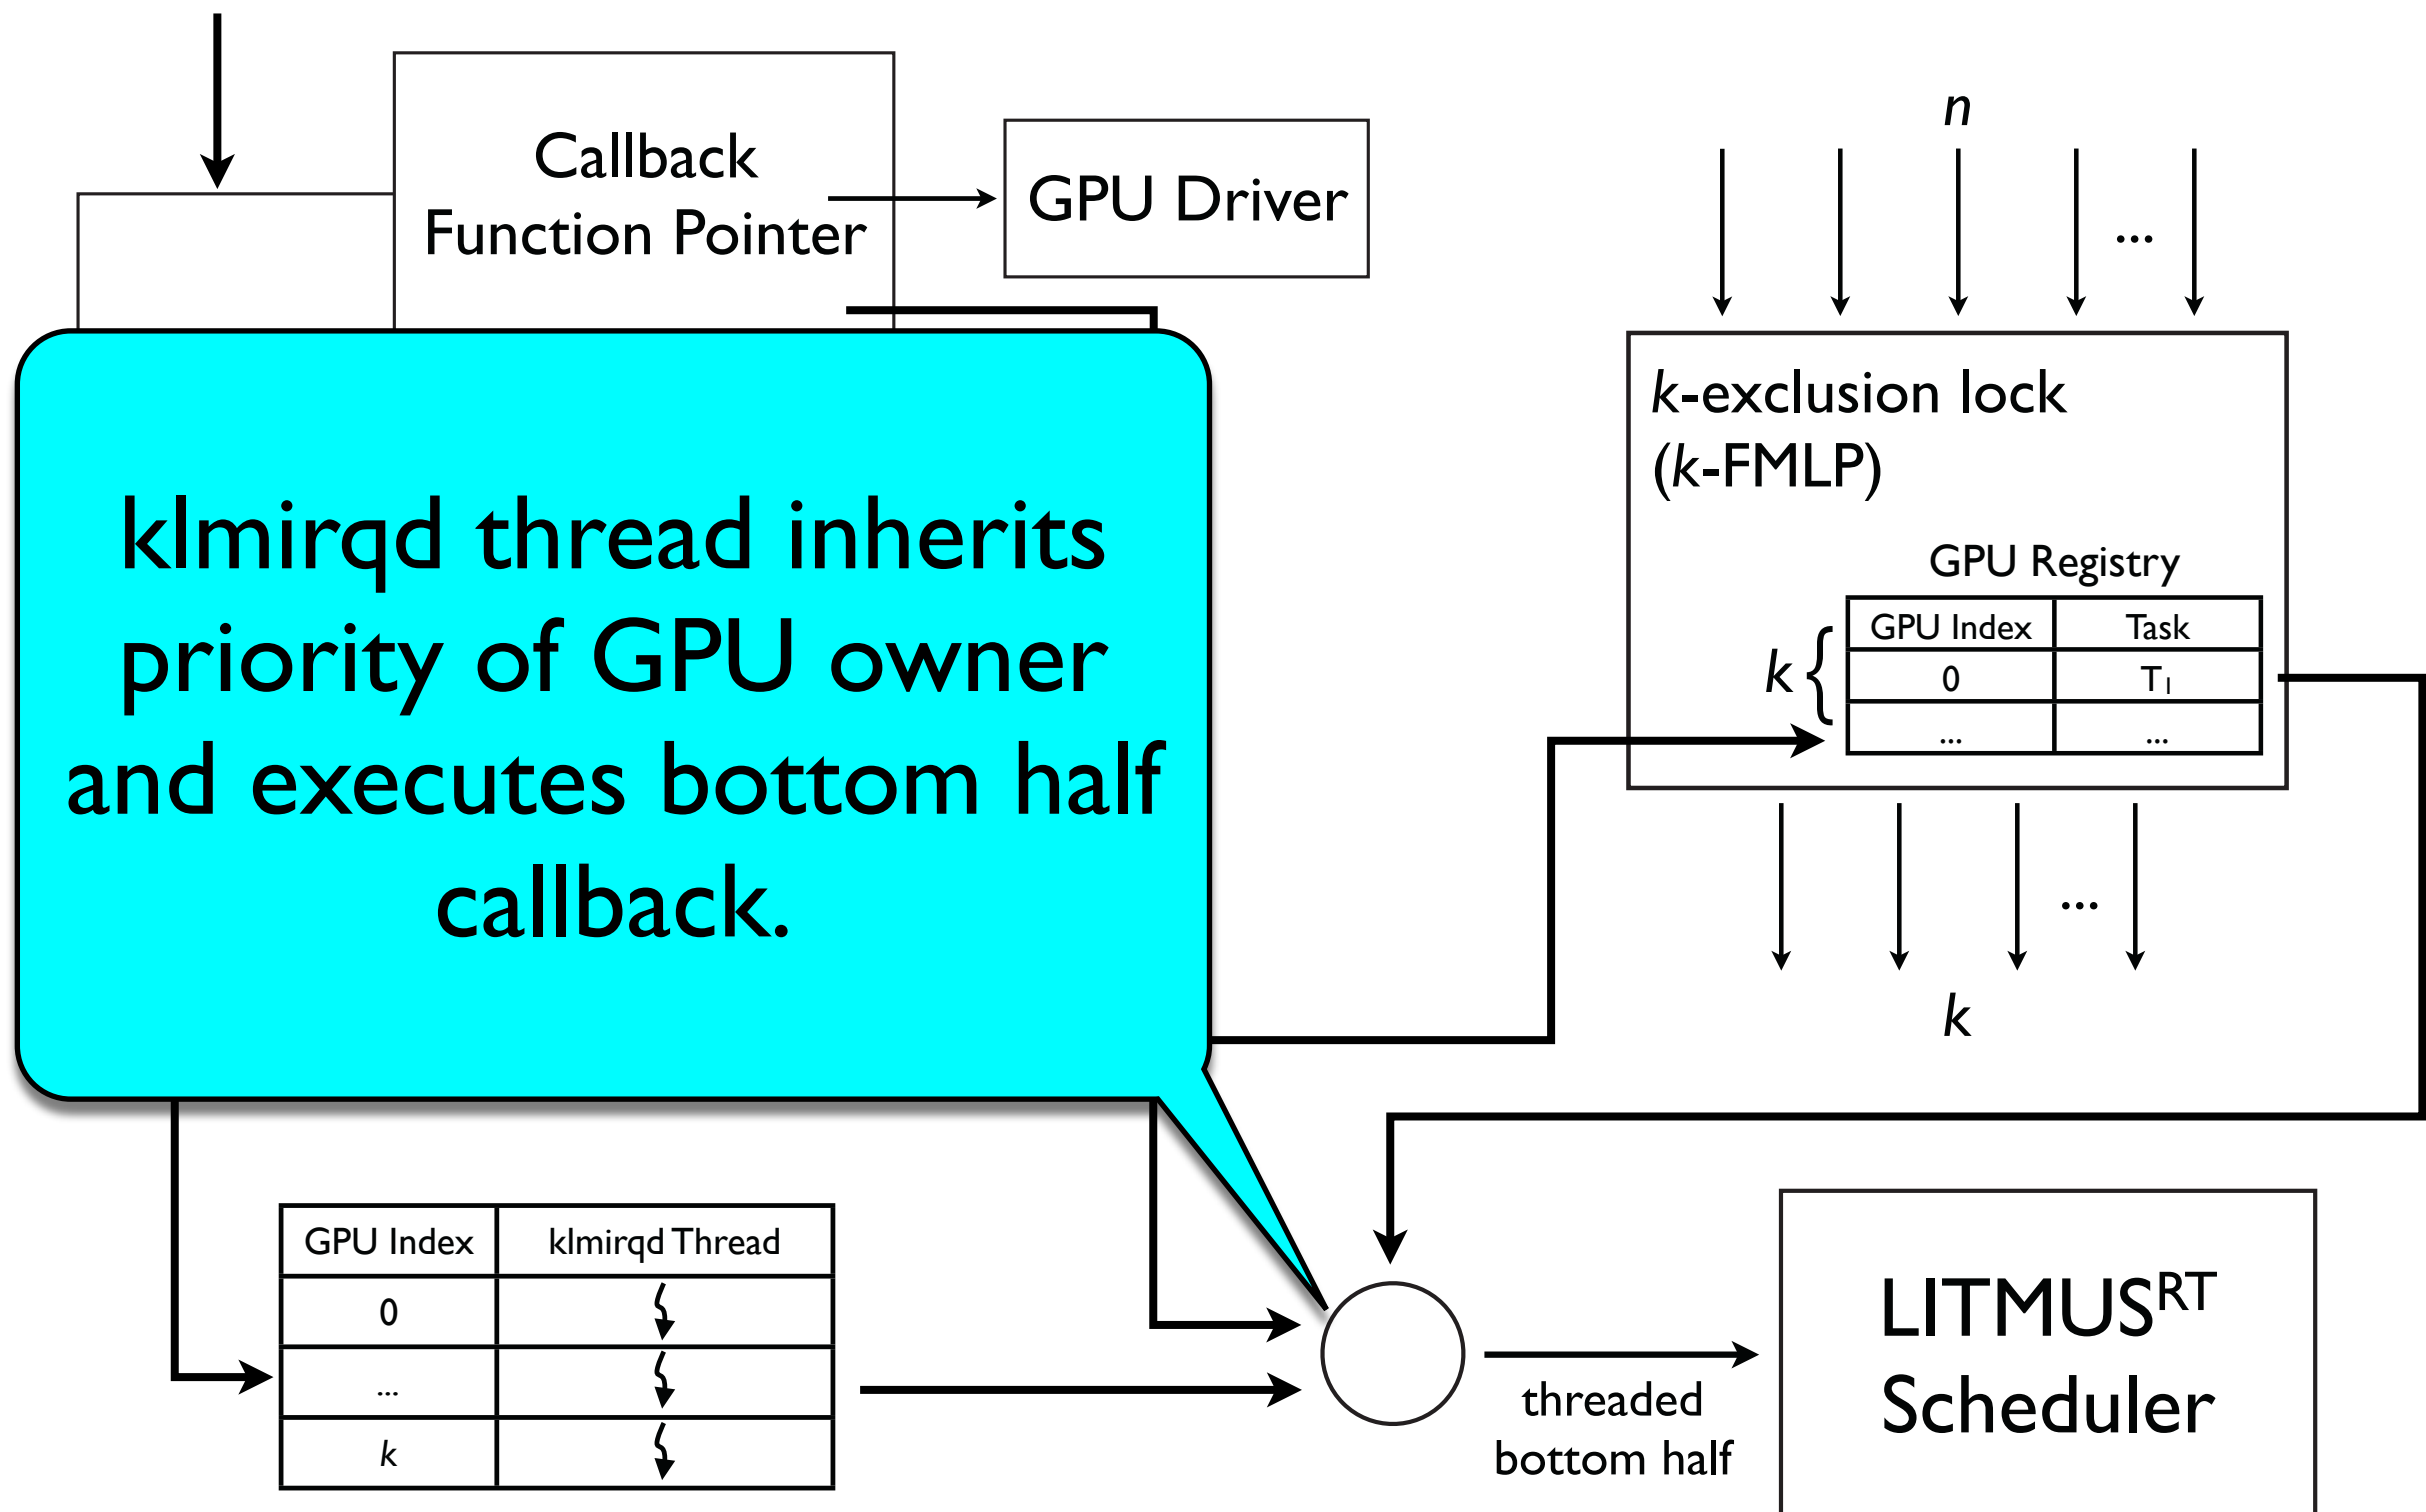 Callback
Function Pointer
GPU Driver
n
...
k-exclusion lock
(k-FMLP)
GPU Registry
GPU Index Task
k
0 T1
... ...
...
k
klmirqd thread inherits
priority of GPU owner
and executes bottom half
callback.
GPU Index klmirqd Thread
0
...
k
threaded
bottom half
LITMUSRT
Scheduler